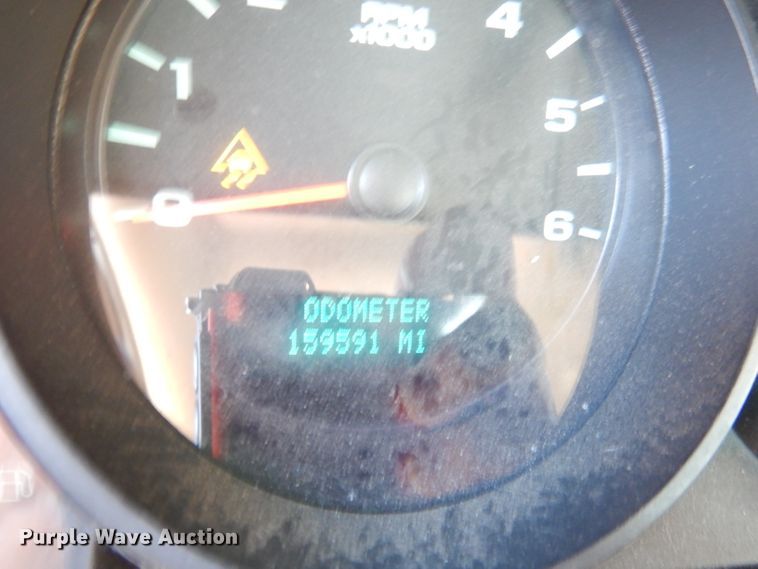 RPM
x1000
1
0
4
5
6
ODOMETER
159591 MI
Purple Wave Auction